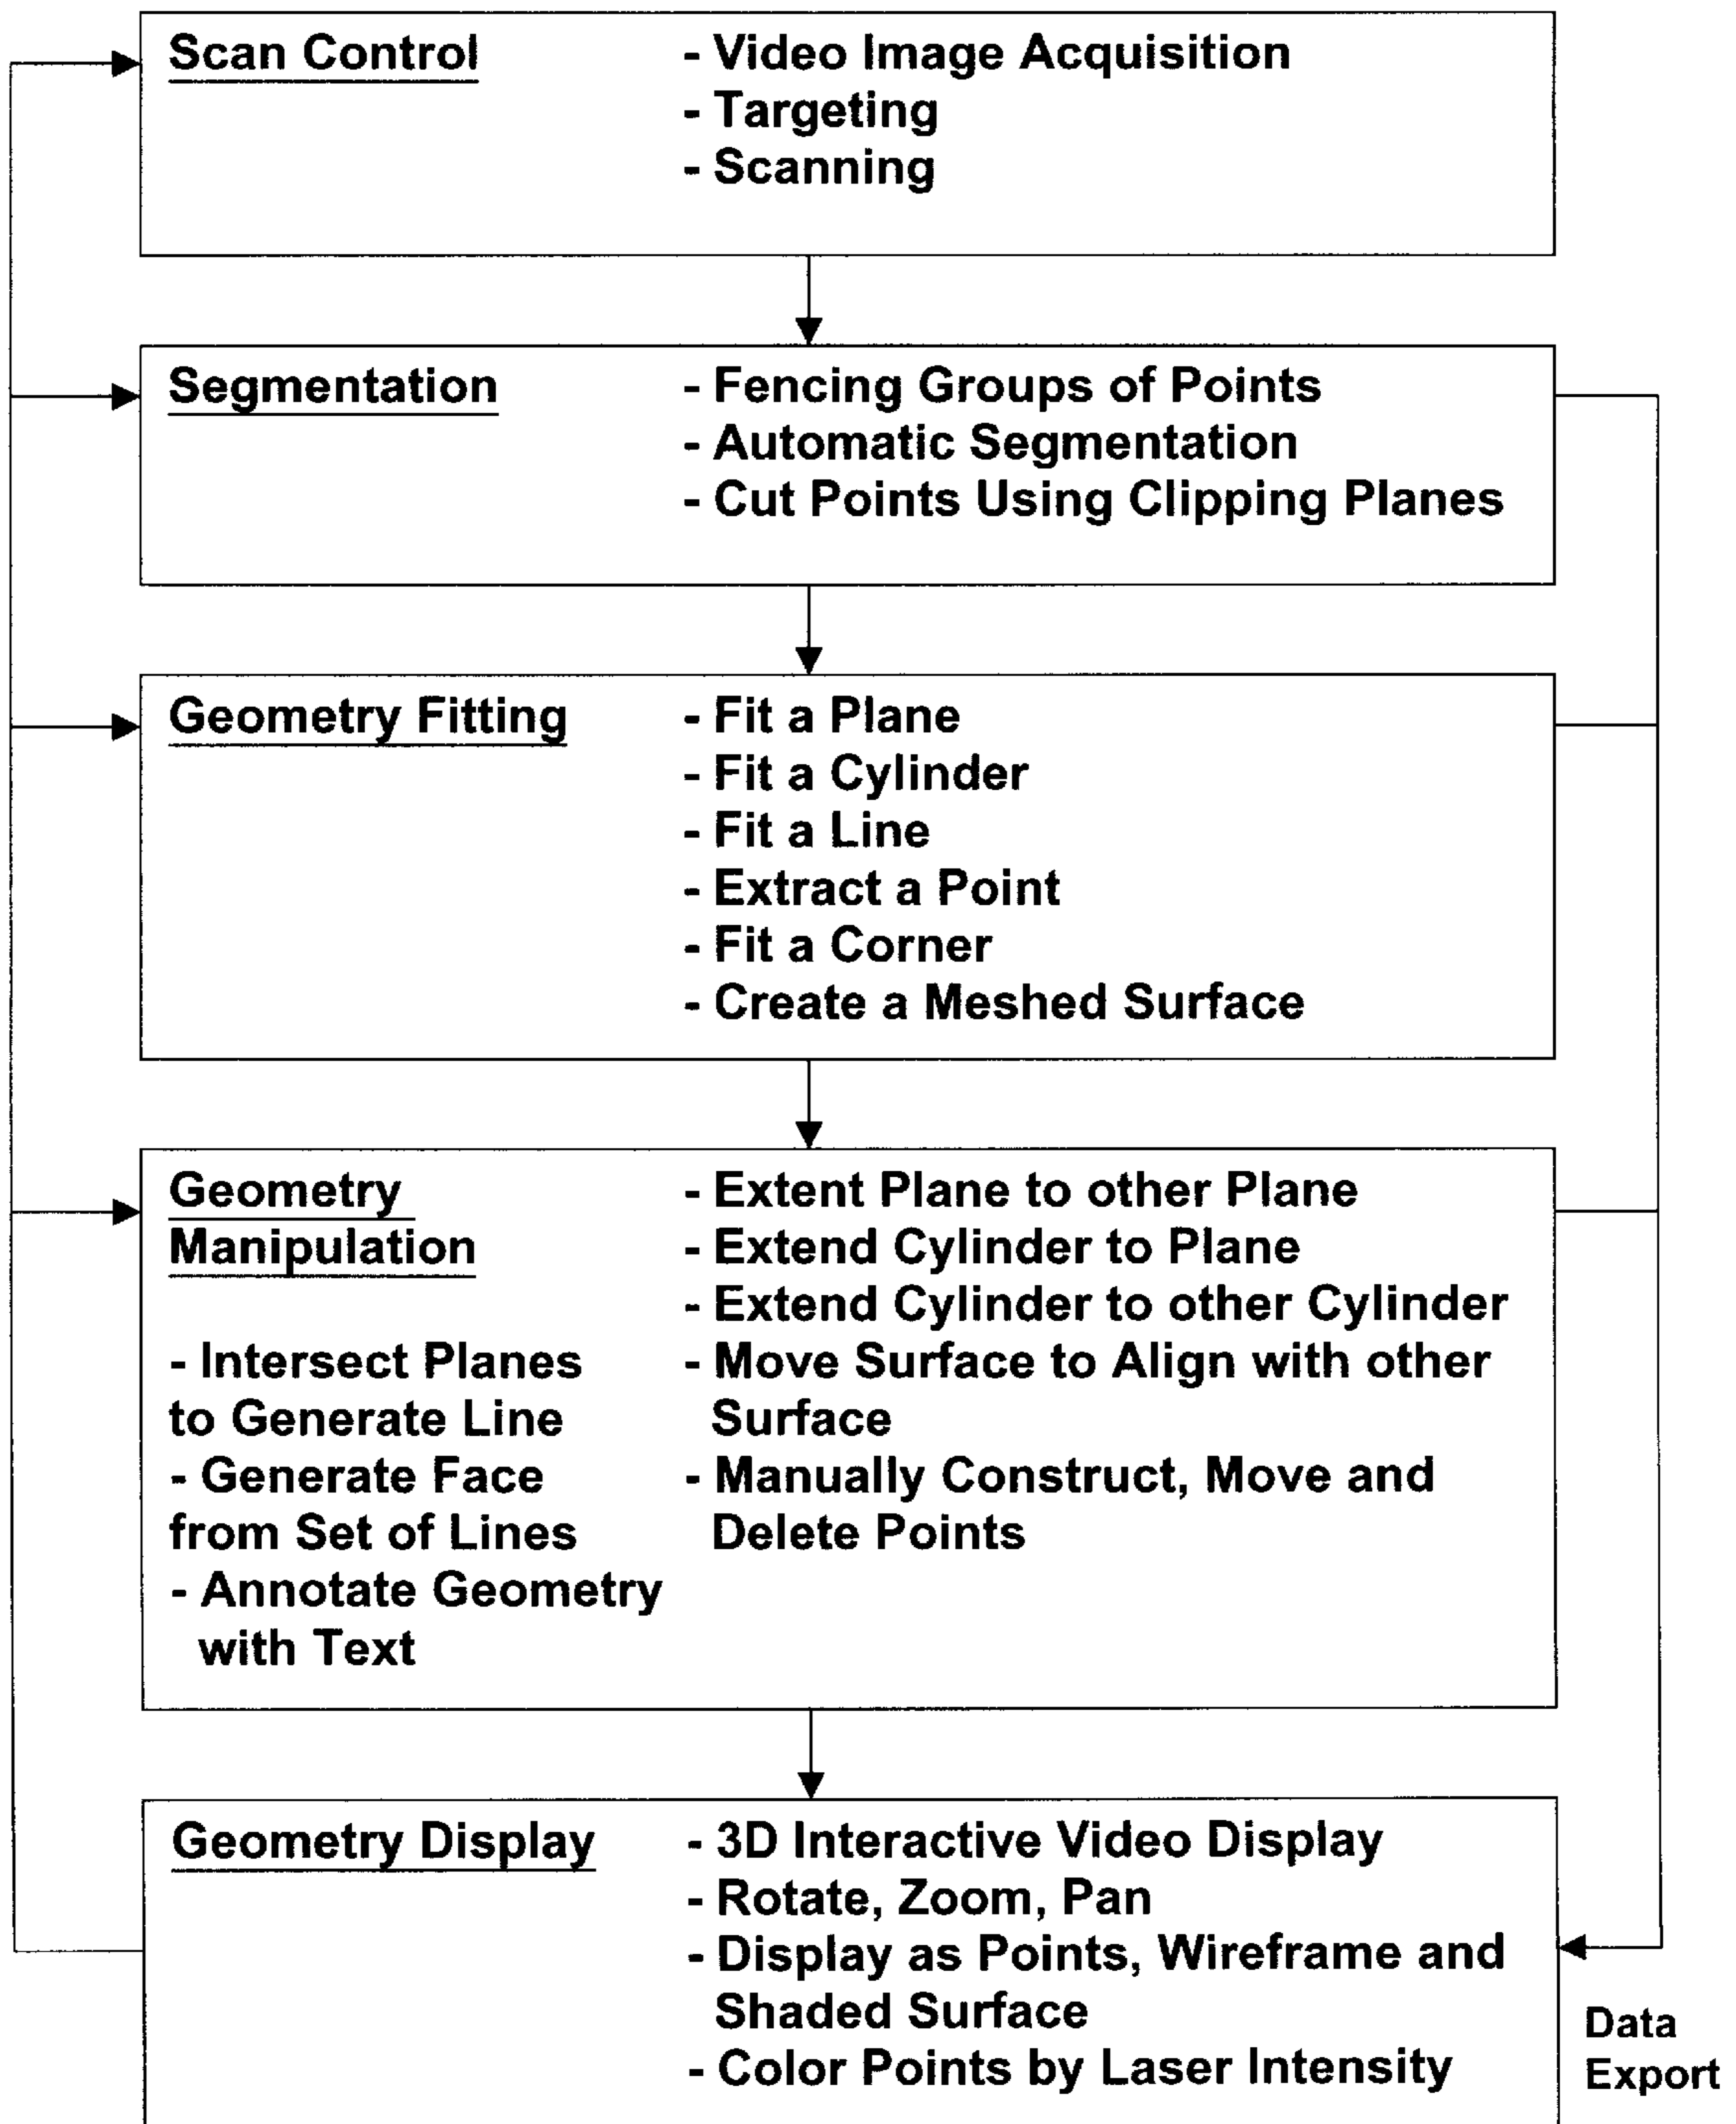 Scan Control
- Video Image Acquisition
- Targeting
- Scanning
Segmentation
- Fencing Groups of Points
- Automatic Segmentation
- Cut Points Using Clipping Planes
Geometry Fitting
- Fit a Plane
- Fit a Cylinder
- Fit a Line
- Extract a Point
- Fit a Corner
- Create a Meshed Surface
Geometry
Manipulation
- Intersect Planes
to Generate Line
- Generate Face
from Set of Lines
- Annotate Geometry
with Text
- Extent Plane to other Plane
- Extend Cylinder to Plane
- Extend Cylinder to other Cylinder
- Move Surface to Align with other
Surface
- Manually Construct, Move and
Delete Points
Geometry Display
- 3D Interactive Video Display
- Rotate, Zoom, Pan
- Display as Points, Wireframe and
Shaded Surface
- Color Points by Laser Intensity
Data
Export